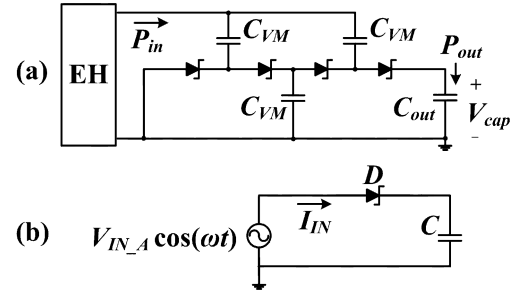 C_VM C_VM
P_in P_out
(a) EH
+
C_VM C_out V_cap
-
D
(b) V_IN_A cos(ωt) I_IN C